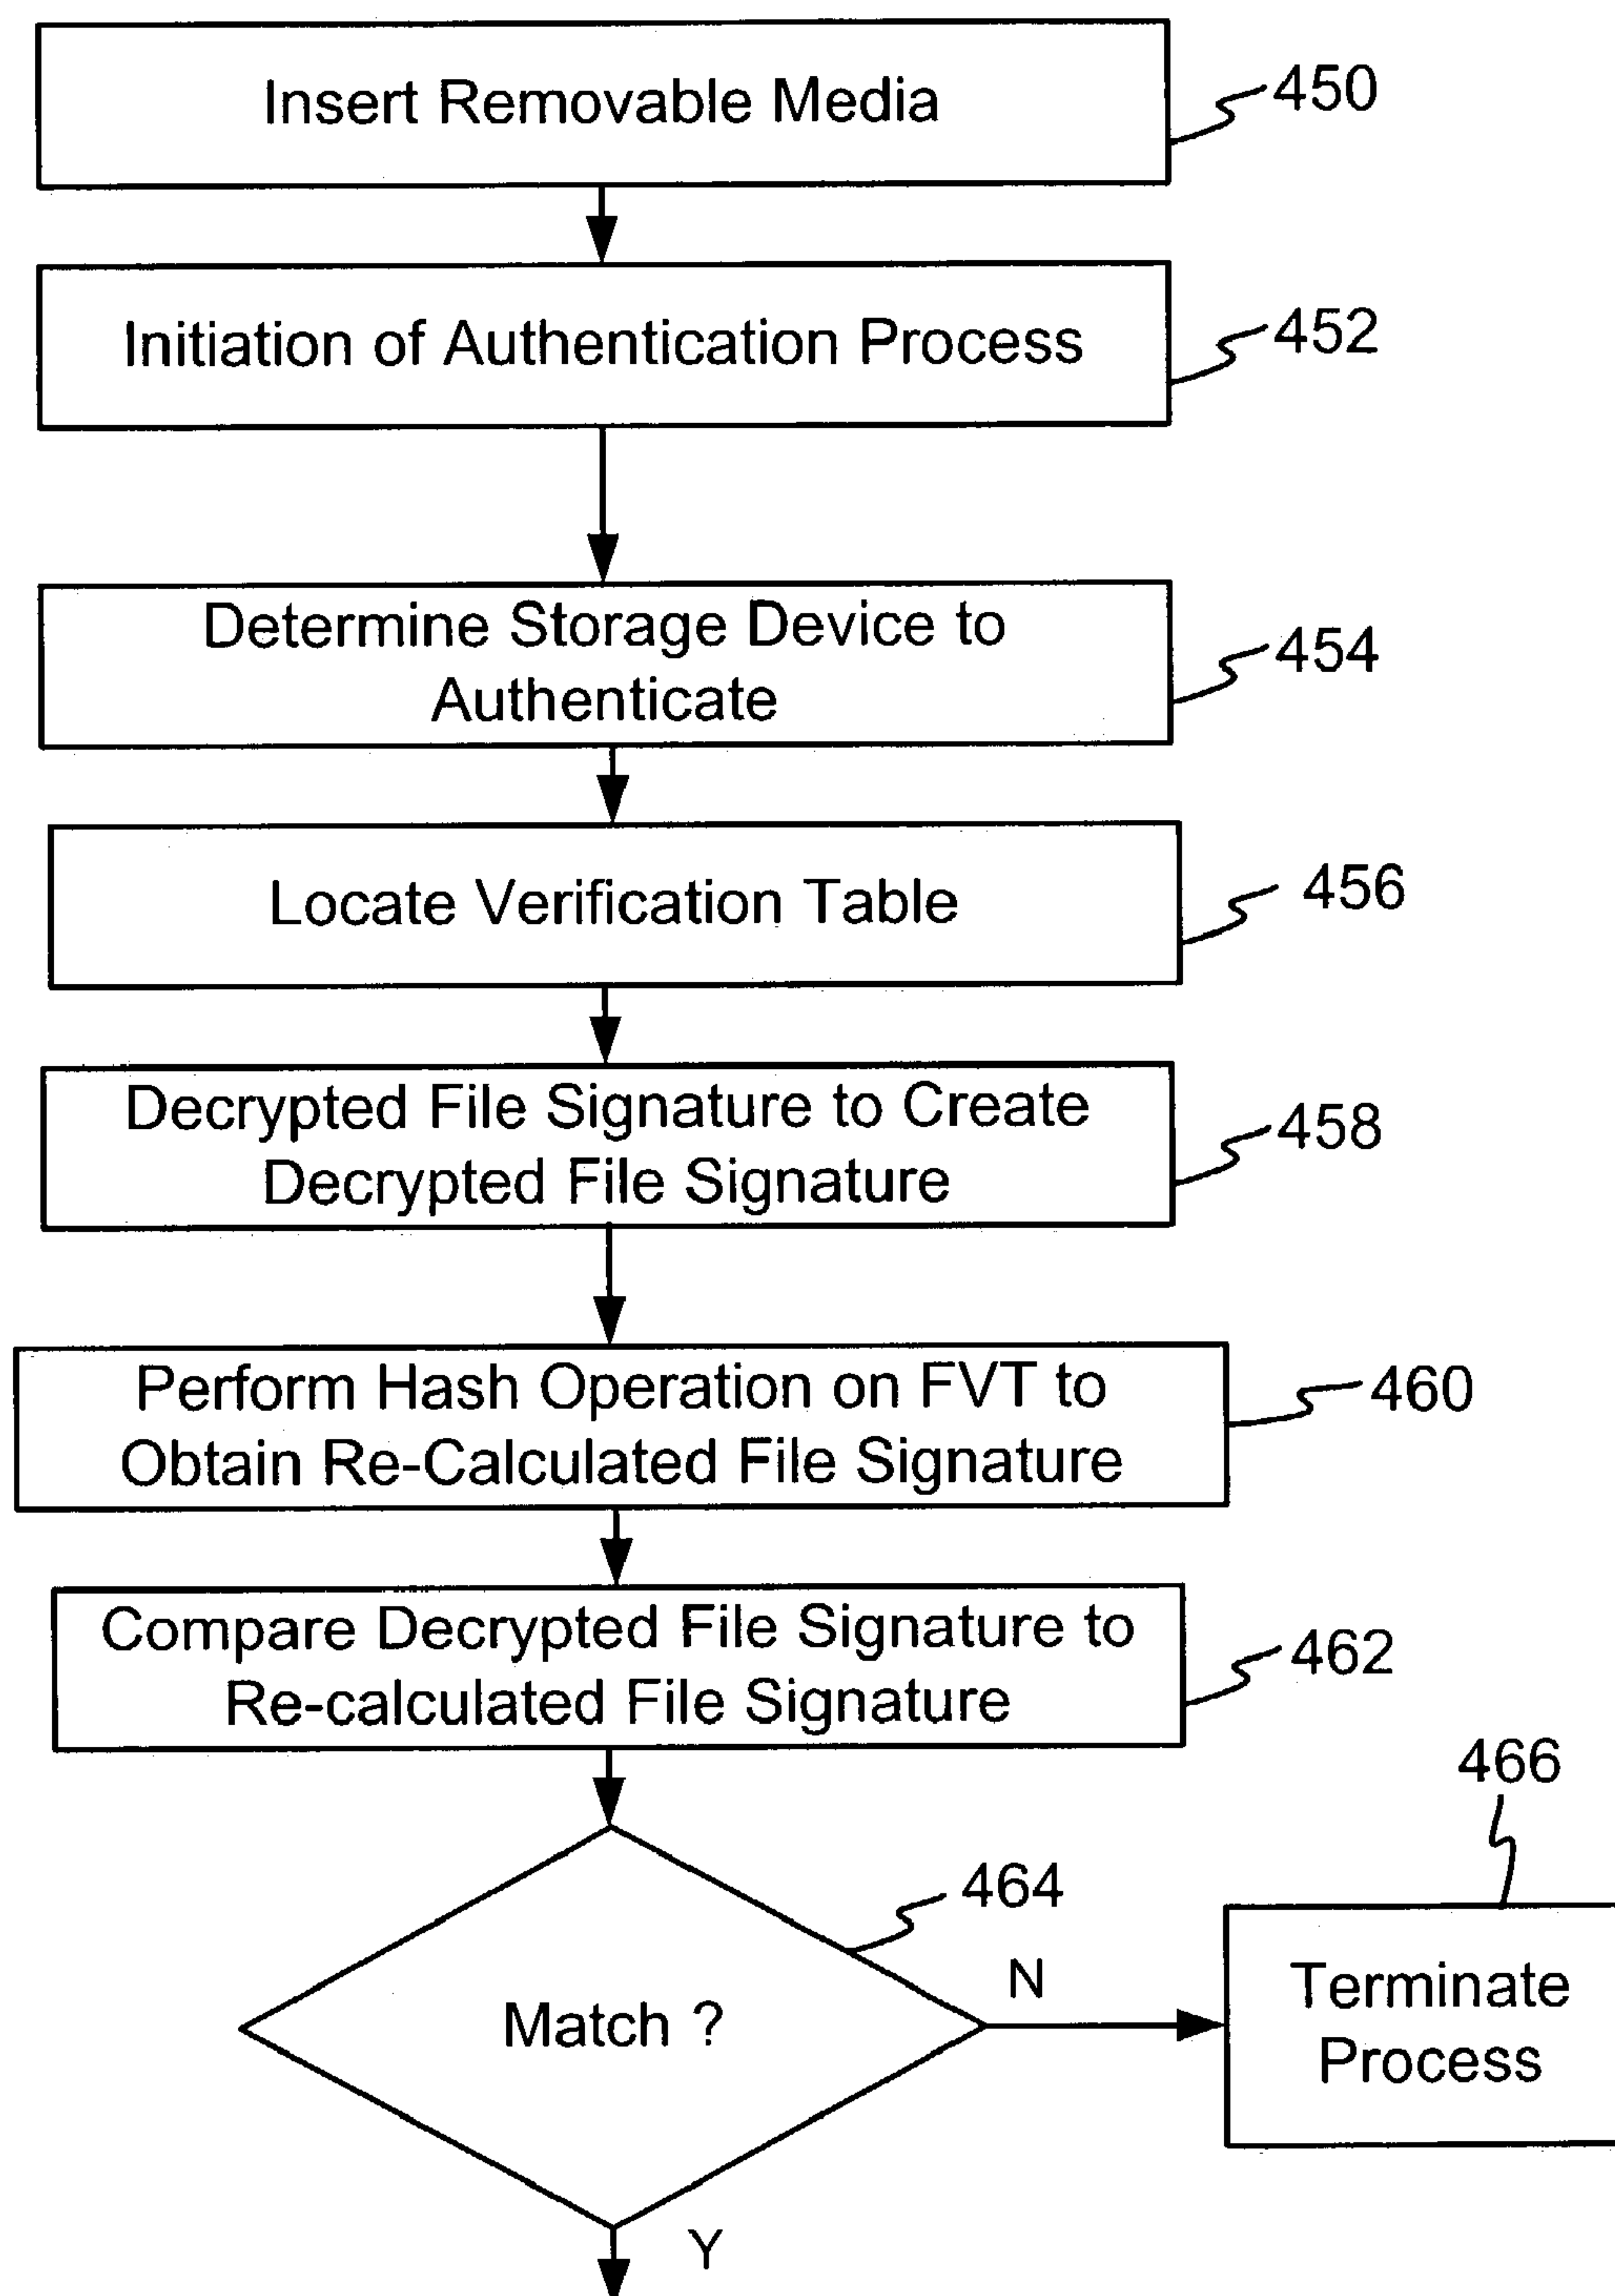 Insert Removable Media
450
Initiation of Authentication Process
452
Determine Storage Device to
Authenticate
454
Locate Verification Table
456
Decrypted File Signature to Create
Decrypted File Signature
458
Perform Hash Operation on FVT to
Obtain Re-Calculated File Signature
460
Compare Decrypted File Signature to
Re-calculated File Signature
462
466
464
N
Match ?
Terminate
Process
Y